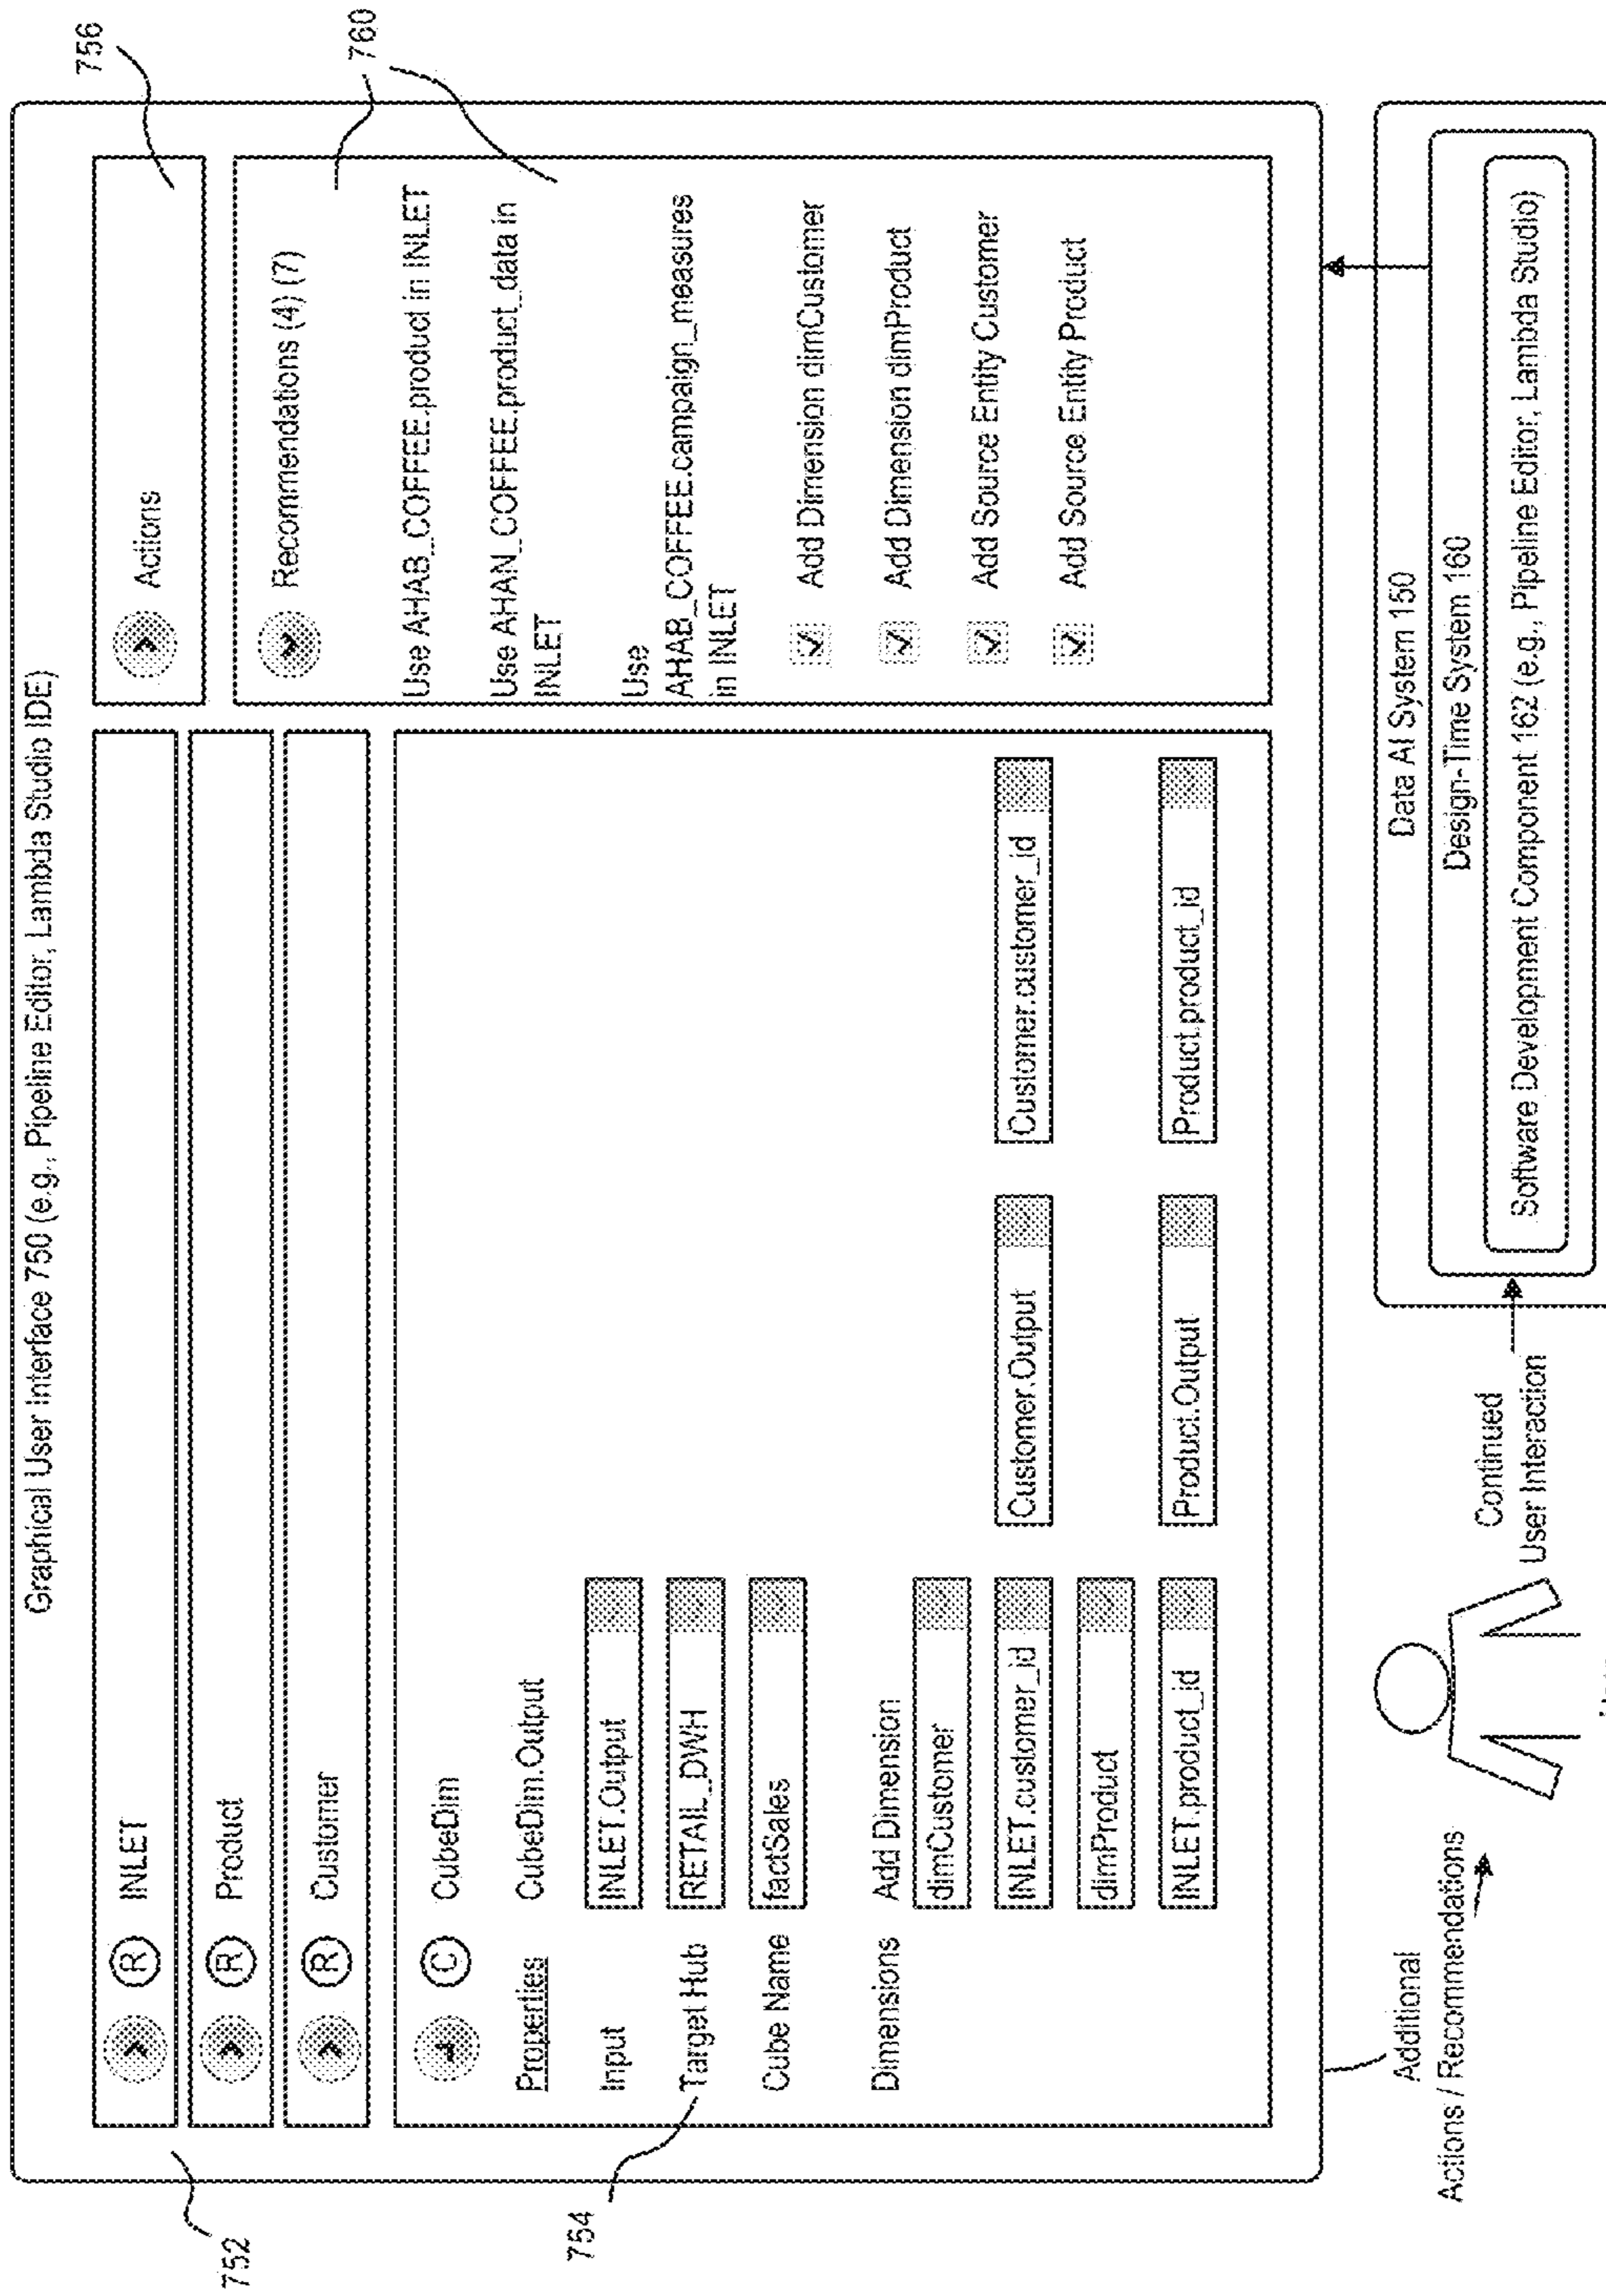 Graphical User Interface 750 (e.g., Pipeline Editor, Lambda Studio IDE)
752
R INLET
R Product
R Customer
C CubeDim
Properties CubeDim.Output
Input INLET.Output
754
Target Hub RETAIL_DWH
Cube Name factSales
Dimensions Add Dimension
dimCustomer
INLET.customer_id Customer.Output Customer.customer_id
dimProduct
INLET.product_id Product.Output Product.product_id
756
Actions
760
Recommendations (4) (7)
Use AHAB_COFFEE.product in INLET
Use AHAN_COFFEE.product_data in
INLET
Use
AHAB_COFFEE.campaign_measures
in INLET
Add Dimension dimCustomer
Add Dimension dimProduct
Add Source Entity Customer
Add Source Entity Product
Additional
Actions / Recommendations
Continued
User Interaction
Data AI System 150
Design-Time System 160
Software Development Component 162 (e.g., Pipeline Editor, Lambda Studio)